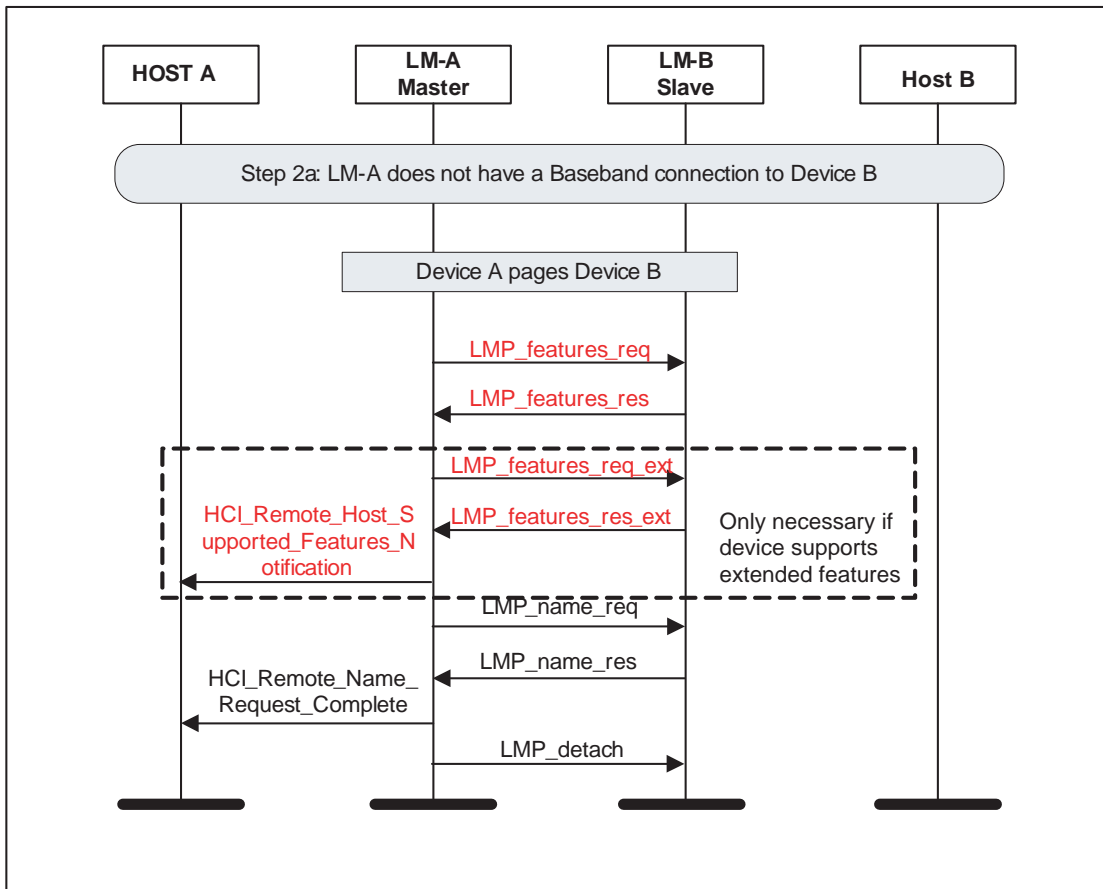 HOST A
LM-A
Master
LM-B
Slave
Host B
Step 2a: LM-A does not have a Baseband connection to Device B
Device A pages Device B
LMP_features_req
LMP_features_res
LMP_features_req_ext
HCI_Remote_Host_S
upported_Features_N
otification
LMP_features_res_ext
Only necessary if
device supports
extended features
LMP_name_req
LMP_name_res
HCI_Remote_Name_
Request_Complete
LMP_detach